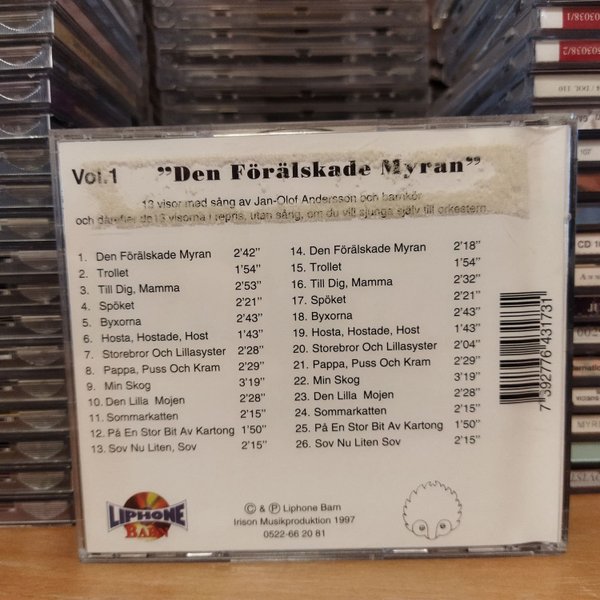 Vol.1 "Den Förälskade Myran"
13 visor med sång av Jan-Olof Andersson och barnkör
och därefter de 13 visorna i repris, utan sång, om du vill sjunga själv till orkestern.
1. Den Förälskade Myran 2'42"
2. Trollet 1'54"
3. Till Dig, Mamma 2'53"
4. Spöket 2'21"
5. Byxorna 2'43"
6. Hosta, Hostade, Host 1'43"
7. Storebror Och Lillasyster 2'28"
8. Pappa, Puss Och Kram 2'29"
9. Min Skog 3'19"
10. Den Lilla Mojen 2'28"
11. Sommarkatten 2'15"
12. På En Stor Bit Av Kartong 1'50"
13. Sov Nu Liten, Sov 2'15"
14. Den Förälskade Myran 2'18"
15. Trollet 1'54"
16. Till Dig, Mamma 2'32"
17. Spöket 2'21"
18. Byxorna 2'43"
19. Hosta, Hostade, Host 1'43"
20. Storebror Och Lillasyster 2'04"
21. Pappa, Puss Och Kram 2'29"
22. Min Skog 3'19"
23. Den Lilla Mojen 2'28"
24. Sommarkatten 2'15"
25. På En Stor Bit Av Kartong 1'50"
26. Sov Nu Liten Sov 2'15"
7 392776 431731
LIPHONE
BARN
© & ℗ Liphone Barn
Irison Musikproduktion 1997
0522-66 20 81
503038/1
503038/2
107
CD 10